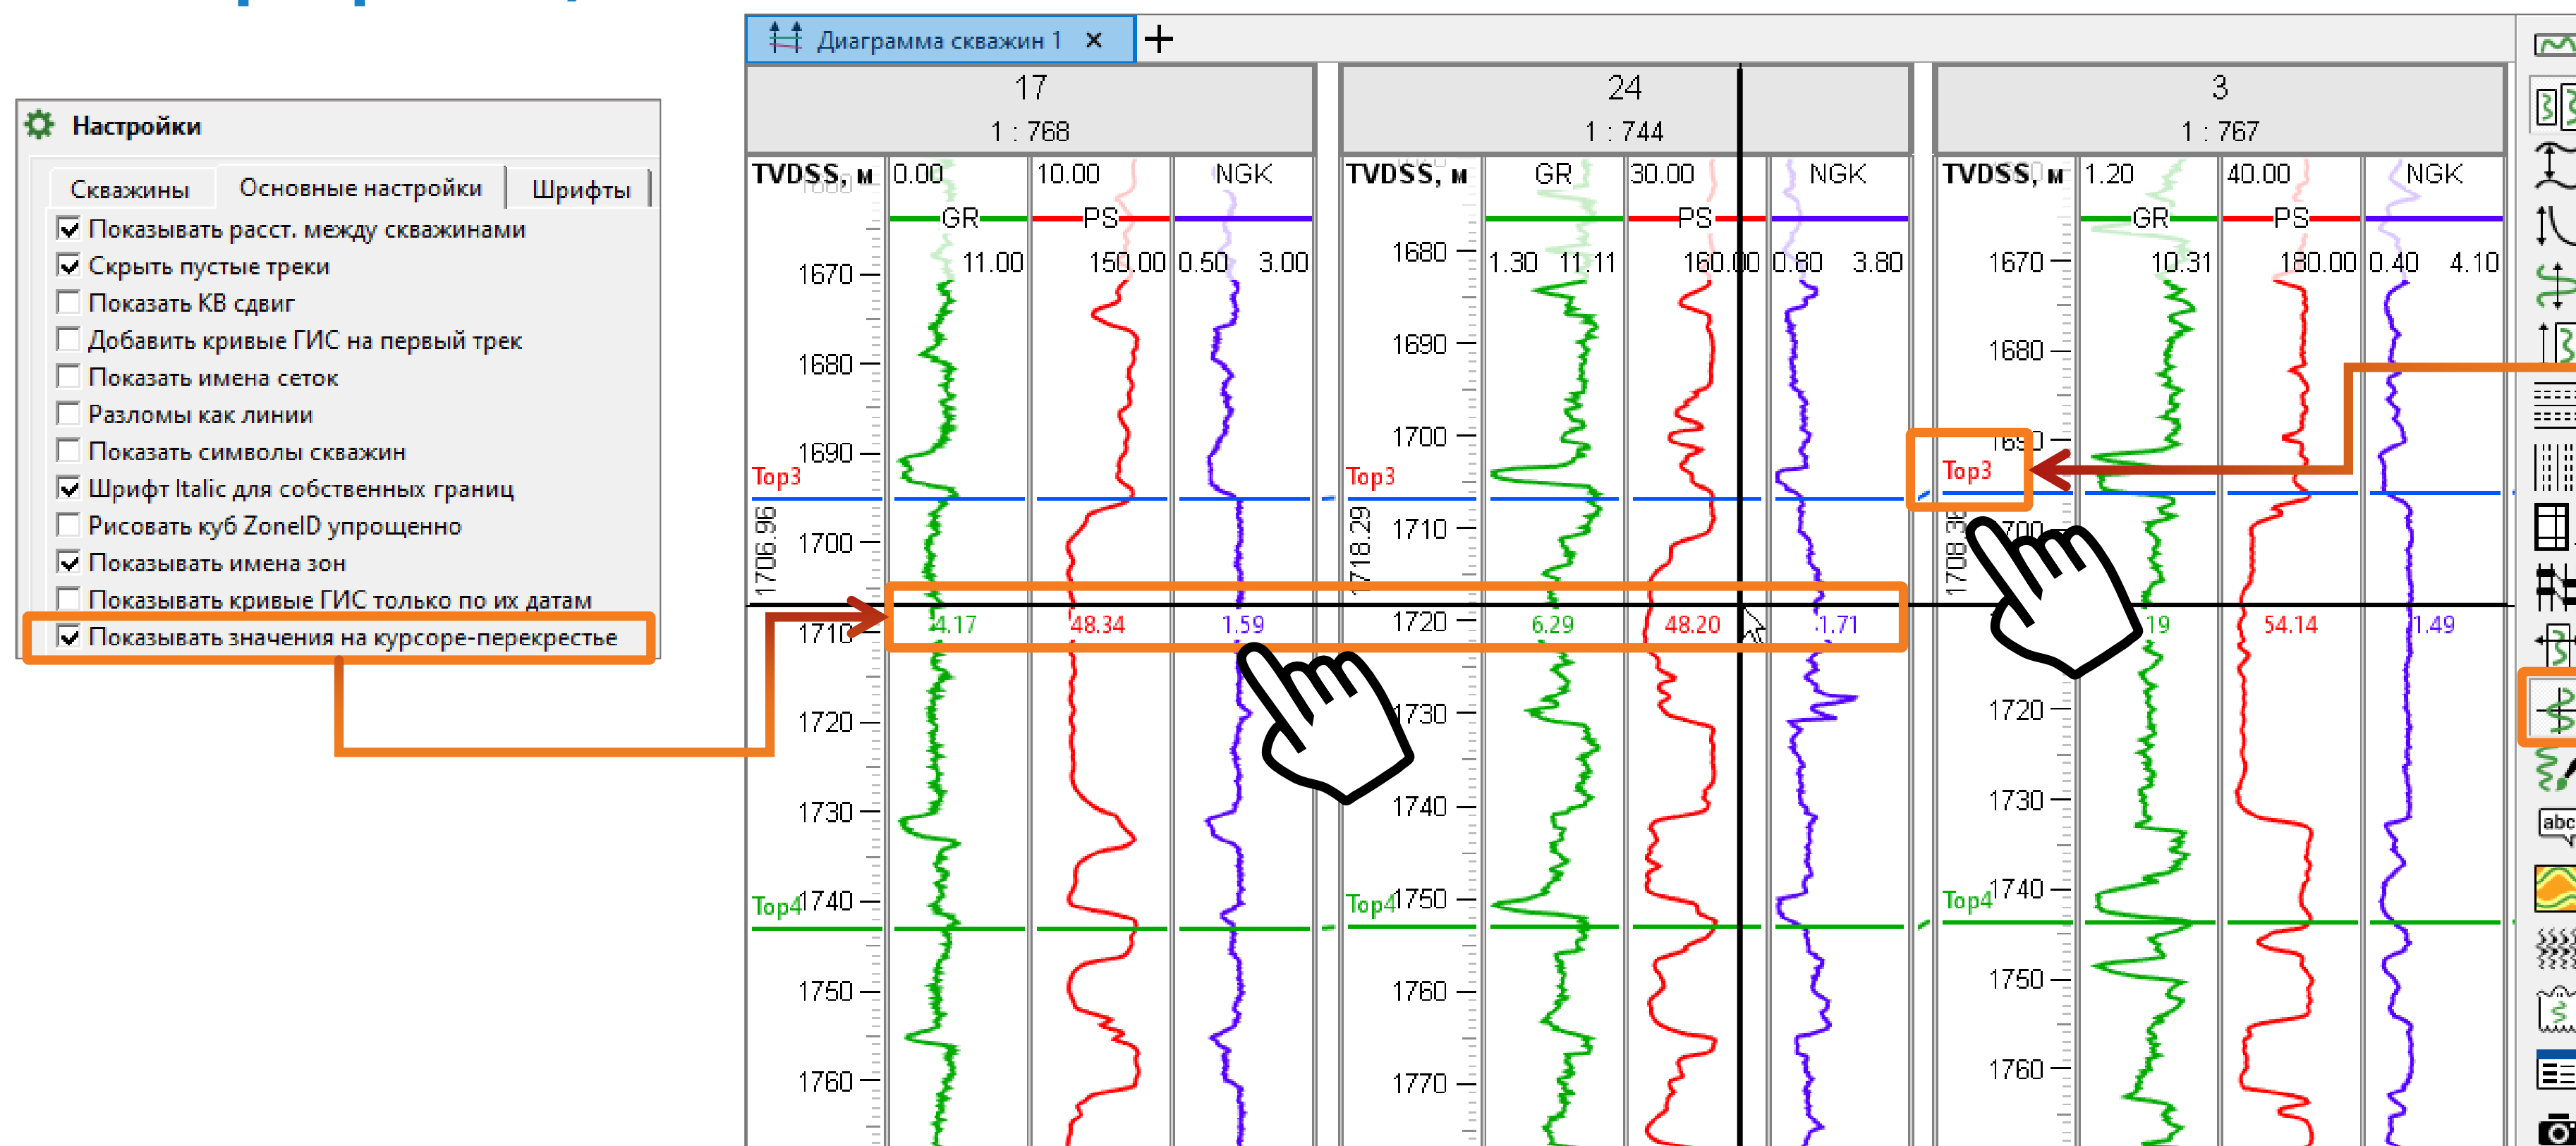 Настройки
Скважины Основные настройки Шрифты
Показывать расст. между скважинами
Скрыть пустые треки
Показать КВ сдвиг
Добавить кривые ГИС на первый трек
Показать имена сеток
Разломы как линии
Показать символы скважин
Шрифт Italic для собственных границ
Рисовать куб ZoneID упрощенно
Показывать имена зон
Показывать кривые ГИС только по их датам
Показывать значения на курсоре-перекрестье
Диаграмма скважин 1
17
1 : 768
TVDSS, м 0.00 10.00 NGK
GR PS
11.00 150.00 0.50 3.00
1670
1680
1690
Top3
1706.96
1700
1710 4.17 48.34 1.59
1720
1730
Top4 1740
1750
1760
24
1 : 744
TVDSS, м GR 30.00 NGK
PS
1680 1.30 11.11 160.00 0.80 3.80
1690
1700
Top3
1718.29
1710
1720 6.29 48.20 1.71
1730
1740
Top4 1750
1760
1770
3
1 : 767
TVDSS, м 1.20 40.00 NGK
GR PS
1670 10.31 180.00 0.40 4.10
1680
1690
Top3
19 54.14 1.49
1720
1730
Top4 1740
1750
1760
abc